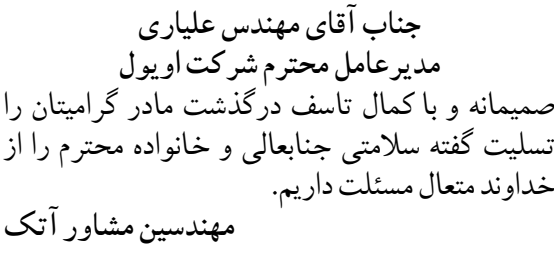 جناب آقای مهندس علیاری
مدیرعامل محترم شرکت اویول
صمیمانه و با کمال تاسف درگذشت مادر گرامیتان را
تسلیت گفته سلامتی جنابعالی و خانواده محترم را از
خداوند متعال مسئلت داریم.
مهندسین مشاور آتک